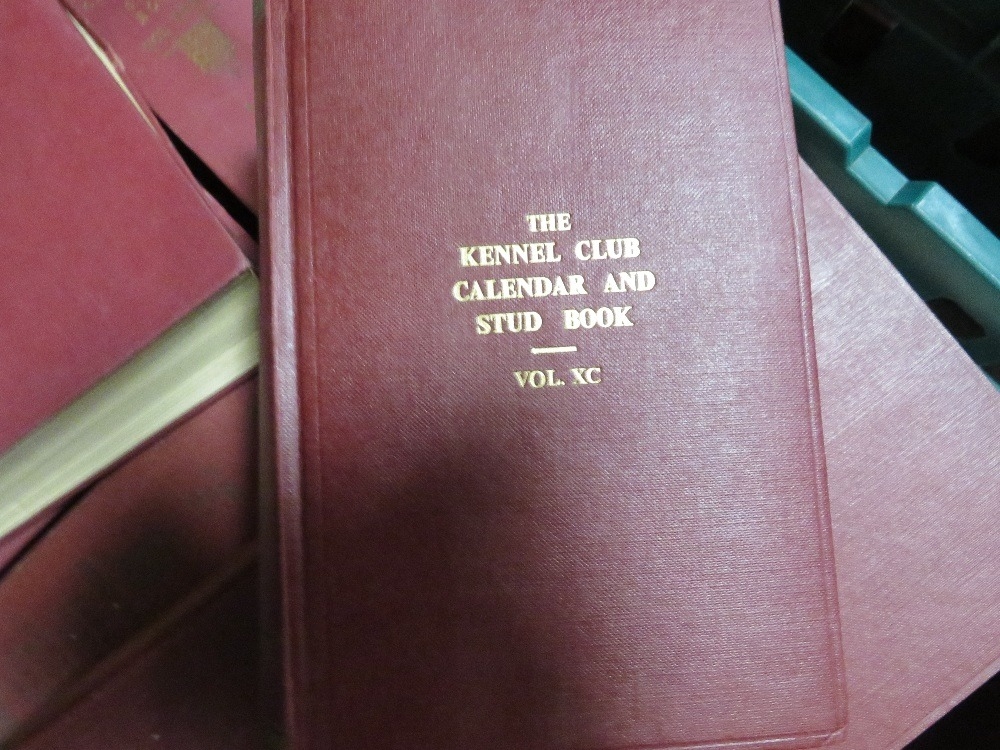 THE
KENNEL CLUB
CALENDAR AND
STUD BOOK
VOL. XC